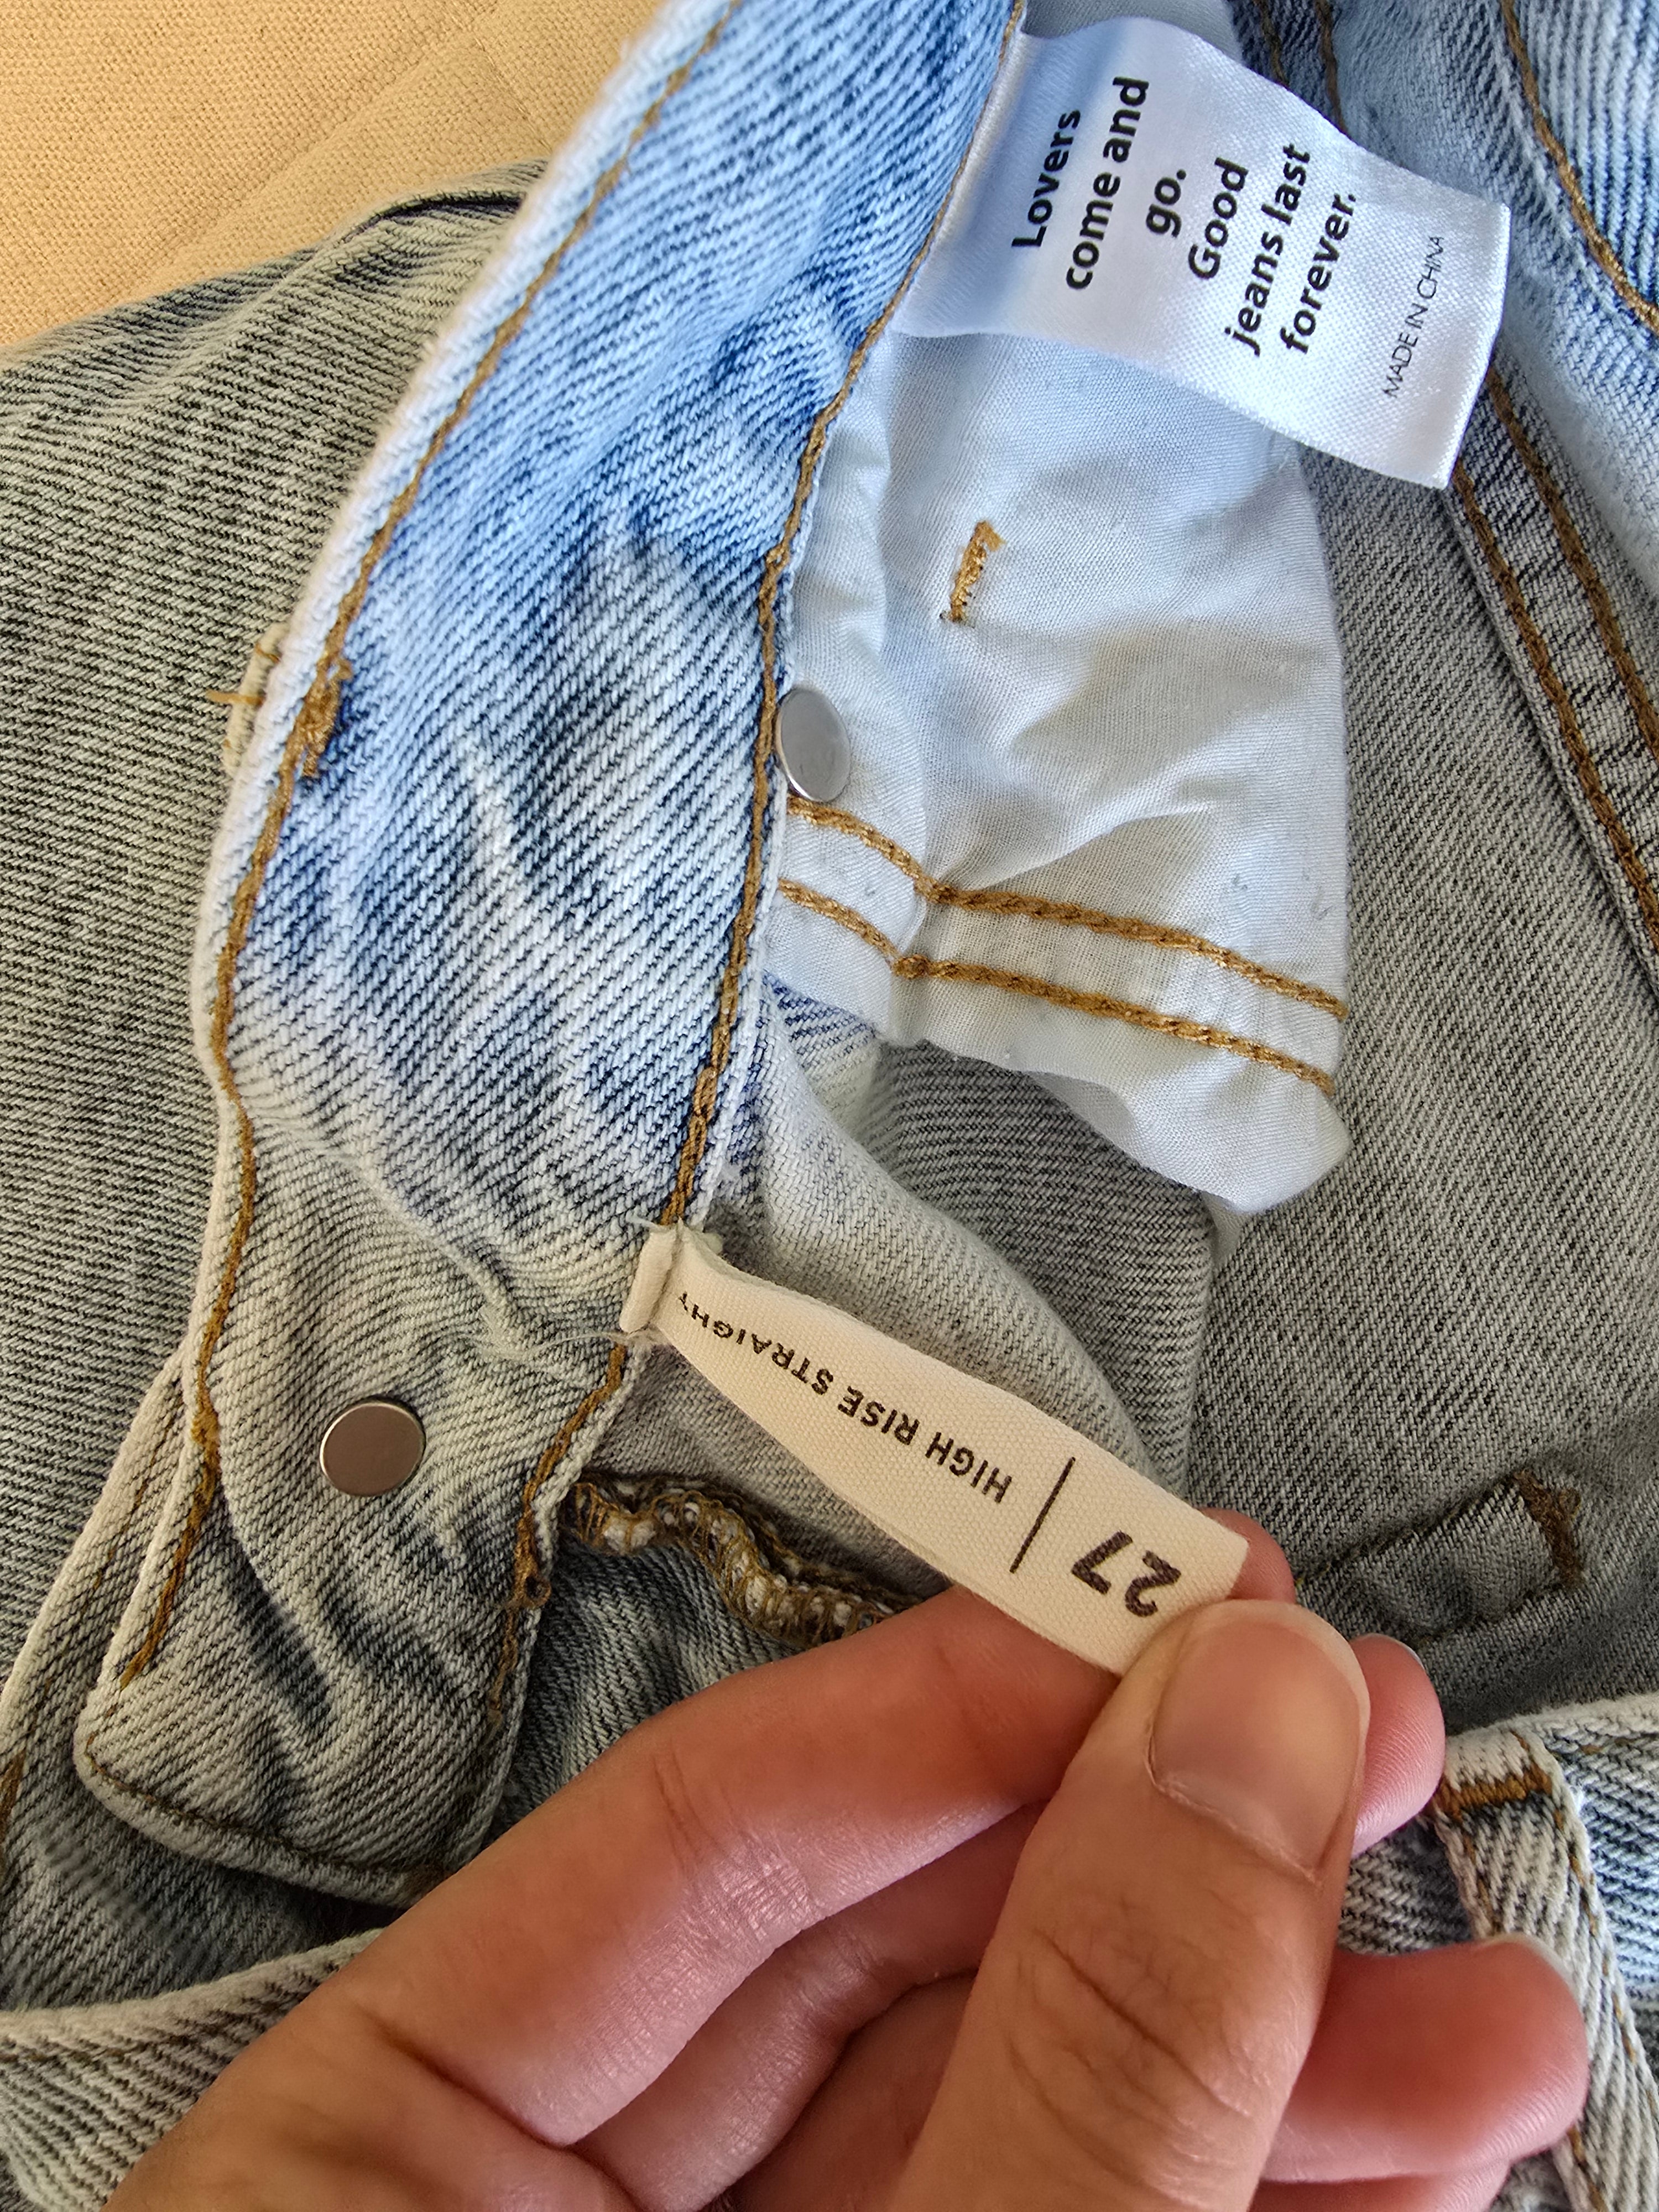 Lovers
come and
go.
Good
jeans last
forever.
MADE IN CHINA
27
HIGH RISE STRAIGHT